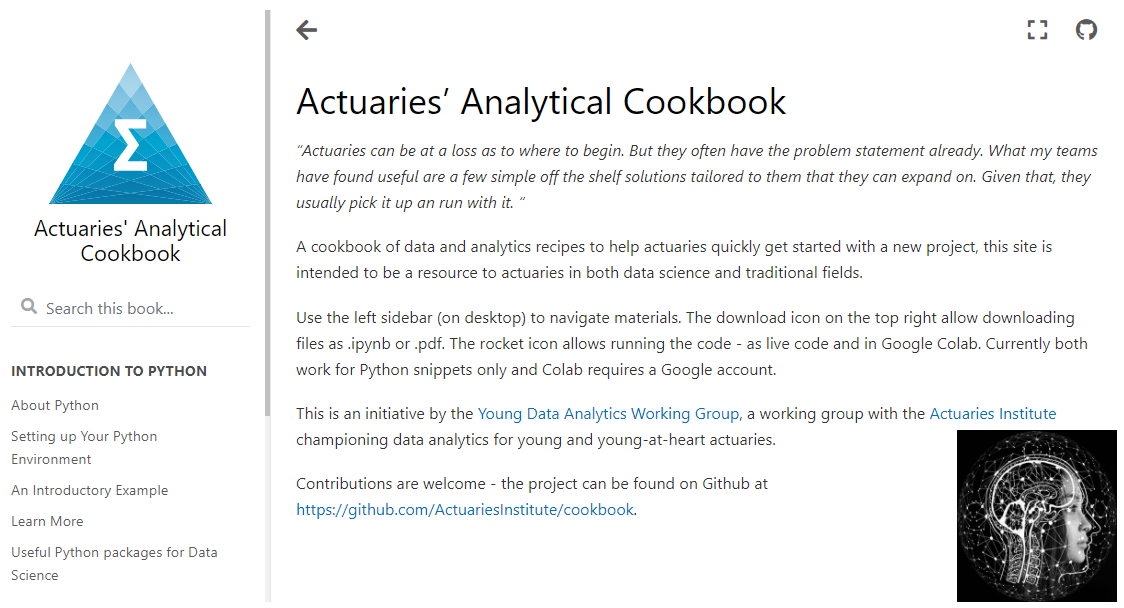 Σ
Actuaries' Analytical
Cookbook
Search this book...
INTRODUCTION TO PYTHON
About Python
Setting up Your Python
Environment
An Introductory Example
Learn More
Useful Python packages for Data
Science
Actuaries’ Analytical Cookbook
“Actuaries can be at a loss as to where to begin. But they often have the problem statement already. What my teams
have found useful are a few simple off the shelf solutions tailored to them that they can expand on. Given that, they
usually pick it up an run with it. “
A cookbook of data and analytics recipes to help actuaries quickly get started with a new project, this site is
intended to be a resource to actuaries in both data science and traditional fields.
Use the left sidebar (on desktop) to navigate materials. The download icon on the top right allow downloading
files as .ipynb or .pdf. The rocket icon allows running the code - as live code and in Google Colab. Currently both
work for Python snippets only and Colab requires a Google account.
This is an initiative by the Young Data Analytics Working Group, a working group with the Actuaries Institute
championing data analytics for young and young-at-heart actuaries.
Contributions are welcome - the project can be found on Github at
https://github.com/ActuariesInstitute/cookbook.